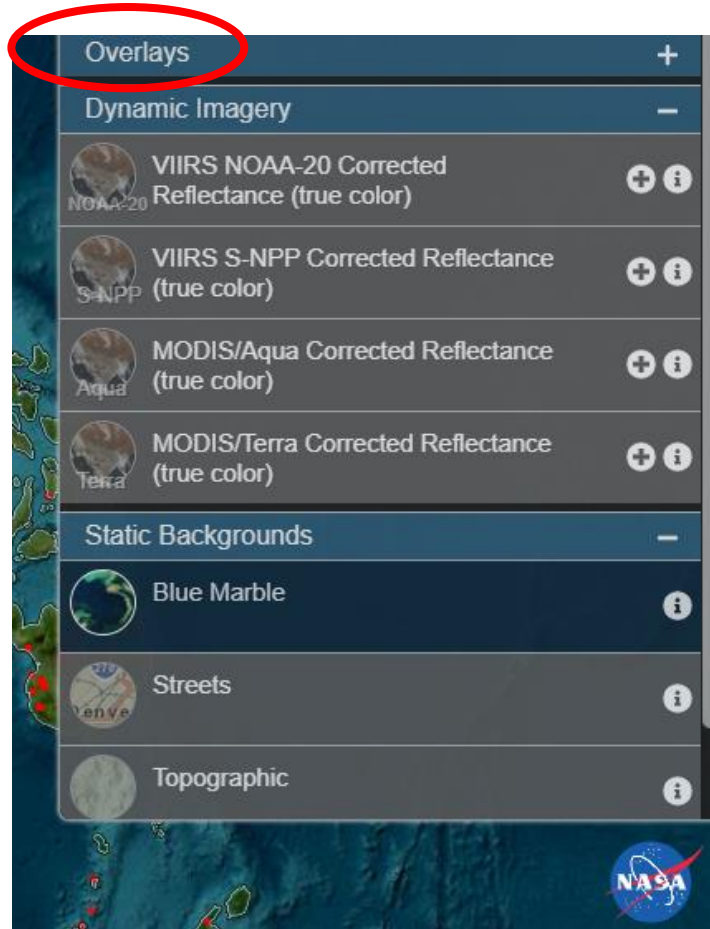 Overlays
Dynamic Imagery
VIIRS NOAA-20 Corrected
Reflectance (true color)
NOAA-20
VIIRS S-NPP Corrected Reflectance
(true color)
S-NPP
MODIS/Aqua Corrected Reflectance
(true color)
Aqua
MODIS/Terra Corrected Reflectance
(true color)
Terra
Static Backgrounds
Blue Marble
Streets
Topographic
NASA